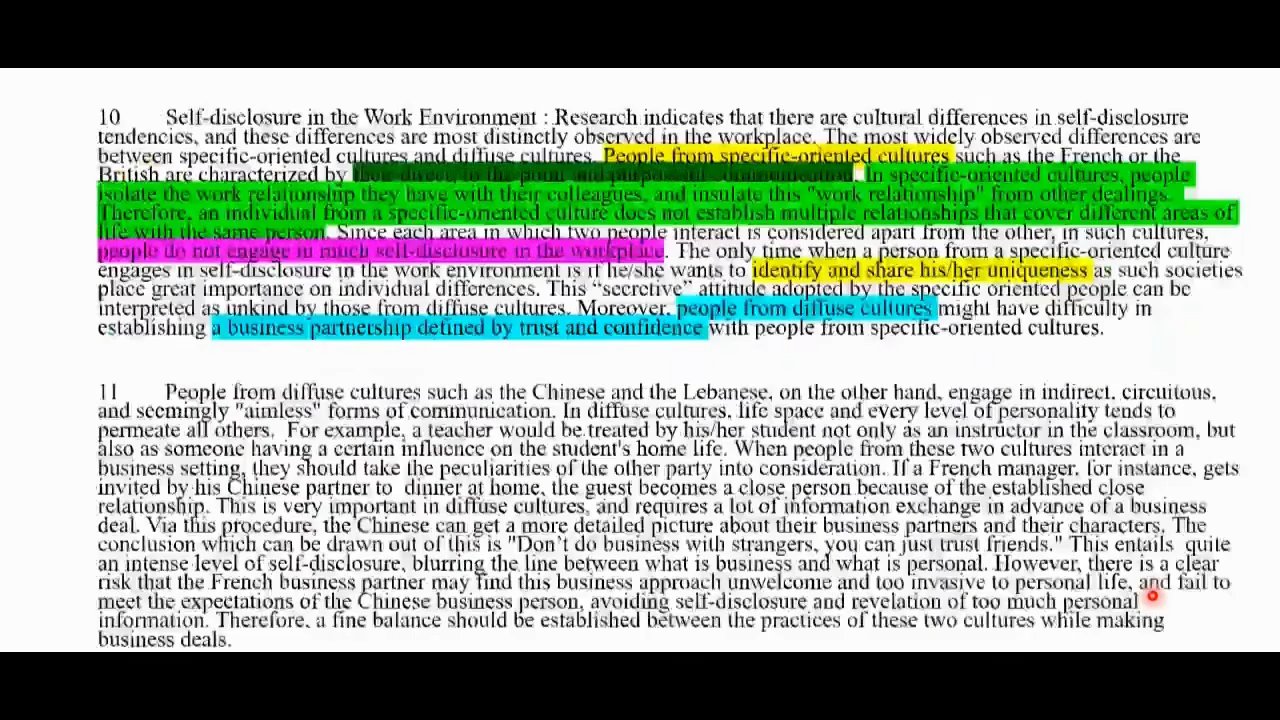 10 Self-disclosure in the Work Environment : Research indicates that there are cultural differences in self-disclosure
tendencies, and these differences are most distinctly observed in the workplace. The most widely observed differences are
between specific-oriented cultures and diffuse cultures. People from specific-oriented cultures such as the French or the
British are characterized by their direct, to the point and purposeful communication. In specific-oriented cultures, people
isolate the work relationship they have with their colleagues, and insulate this "work relationship" from other dealings.
Therefore, an individual from a specific-oriented culture does not establish multiple relationships that cover different areas of
life with the same person. Since each area in which two people interact is considered apart from the other, in such cultures,
people do not engage in much self-disclosure in the workplace. The only time when a person from a specific-oriented culture
engages in self-disclosure in the work environment is if he/she wants to identify and share his/her uniqueness as such societies
place great importance on individual differences. This “secretive” attitude adopted by the specific oriented people can be
interpreted as unkind by those from diffuse cultures. Moreover, people from diffuse cultures might have difficulty in
establishing a business partnership defined by trust and confidence with people from specific-oriented cultures.
11 People from diffuse cultures such as the Chinese and the Lebanese, on the other hand, engage in indirect, circuitous,
and seemingly "aimless" forms of communication. In diffuse cultures, life space and every level of personality tends to
permeate all others. For example, a teacher would be treated by his/her student not only as an instructor in the classroom, but
also as someone having a certain influence on the student's home life. When people from these two cultures interact in a
business setting, they should take the peculiarities of the other party into consideration. If a French manager, for instance, gets
invited by his Chinese partner to dinner at home, the guest becomes a close person because of the established close
relationship. This is very important in diffuse cultures, and requires a lot of information exchange in advance of a business
deal. Via this procedure, the Chinese can get a more detailed picture about their business partners and their characters. The
conclusion which can be drawn out of this is "Don’t do business with strangers, you can just trust friends." This entails quite
an intense level of self-disclosure, blurring the line between what is business and what is personal. However, there is a clear
risk that the French business partner may find this business approach unwelcome and too invasive to personal life, and fail to
meet the expectations of the Chinese business person, avoiding self-disclosure and revelation of too much personal
information. Therefore, a fine balance should be established between the practices of these two cultures while making
business deals.